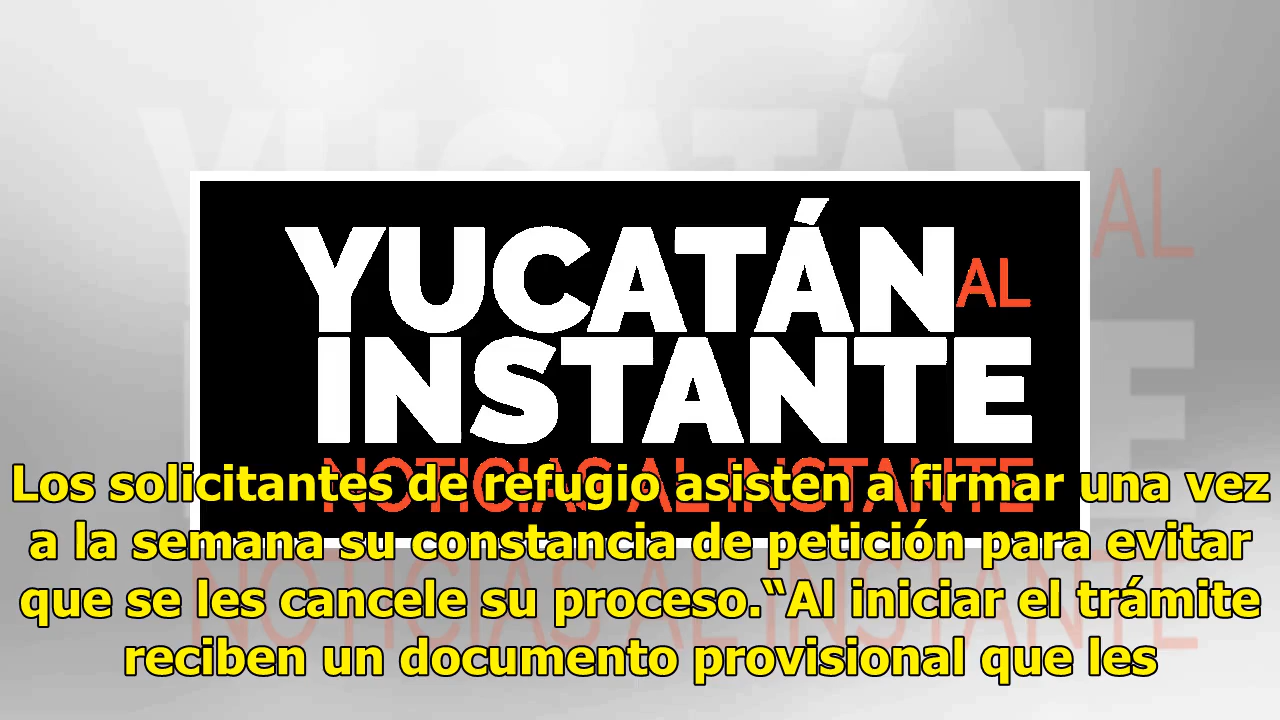 YUCATÁN AL
INSTANTE
NOTICIAS AL INSTANTE
Los solicitantes de refugio asisten a firmar una vez
a la semana su constancia de petición para evitar
que se les cancele su proceso.“Al iniciar el trámite
reciben un documento provisional que les